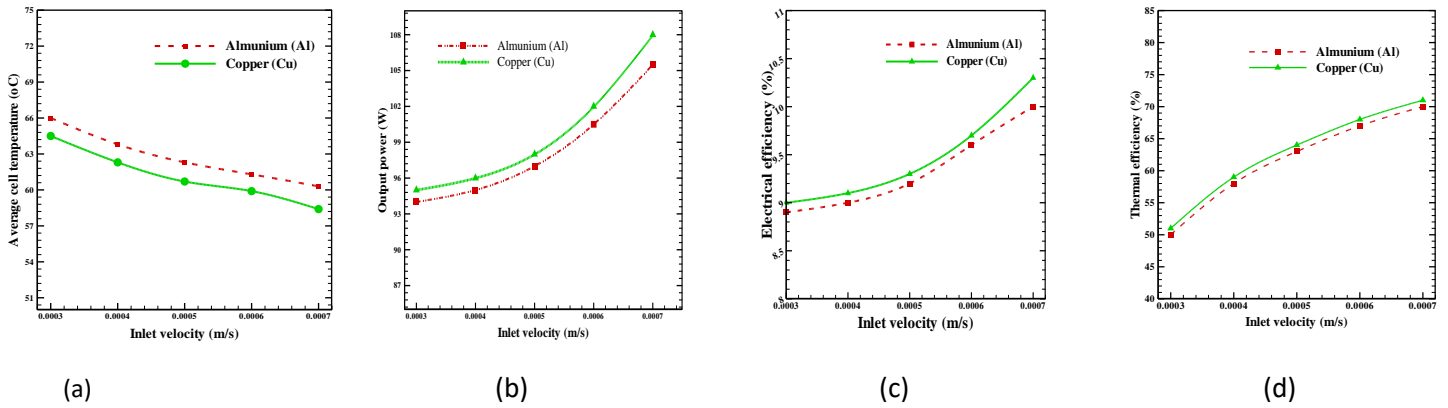 75
72
69
66
63
60
57
54
51
Average cell temperature (oC)
Almunium (Al)
Copper (Cu)
0.0003
0.0004
0.0005
0.0006
0.0007
Inlet velocity (m/s)
(a)
108
105
102
99
96
93
90
87
Output power (W)
Almunium (Al)
Copper (Cu)
0.0003
0.0004
0.0005
0.0006
0.0007
Inlet velocity (m/s)
(b)
11
10.5
10
9.5
9
8.5
8
Electrical efficiency (%)
Almunium (Al)
Copper (Cu)
0.0003
0.0004
0.0005
0.0006
0.0007
Inlet velocity (m/s)
(c)
85
80
75
70
65
60
55
50
45
40
Thermal efficiency (%)
Almunium (Al)
Copper (Cu)
0.0003
0.0004
0.0005
0.0006
0.0007
Inlet velocity (m/s)
(d)